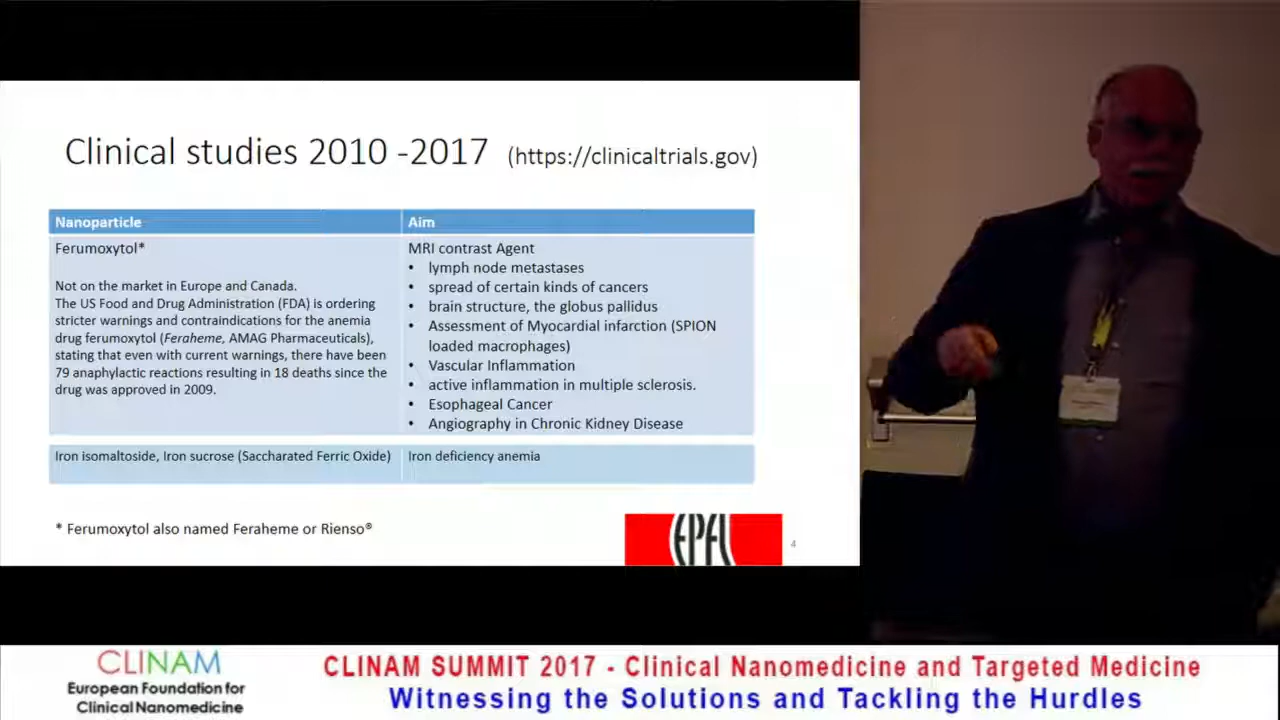 Clinical studies 2010 -2017 (https://clinicaltrials.gov)
Nanoparticle
Aim
Ferumoxytol*
Not on the market in Europe and Canada.
The US Food and Drug Administration (FDA) is ordering
stricter warnings and contraindications for the anemia
drug ferumoxytol (Feraheme, AMAG Pharmaceuticals),
stating that even with current warnings, there have been
79 anaphylactic reactions resulting in 18 deaths since the
drug was approved in 2009.
MRI contrast Agent
• lymph node metastases
• spread of certain kinds of cancers
• brain structure, the globus pallidus
• Assessment of Myocardial infarction (SPION
loaded macrophages)
• Vascular Inflammation
• active inflammation in multiple sclerosis.
• Esophageal Cancer
• Angiography in Chronic Kidney Disease
Iron isomaltoside, Iron sucrose (Saccharated Ferric Oxide)
Iron deficiency anemia
* Ferumoxytol also named Feraheme or Rienso®
EPFL
4
CLINAM
European Foundation for
Clinical Nanomedicine
CLINAM SUMMIT 2017 - Clinical Nanomedicine and Targeted Medicine
Witnessing the Solutions and Tackling the Hurdles